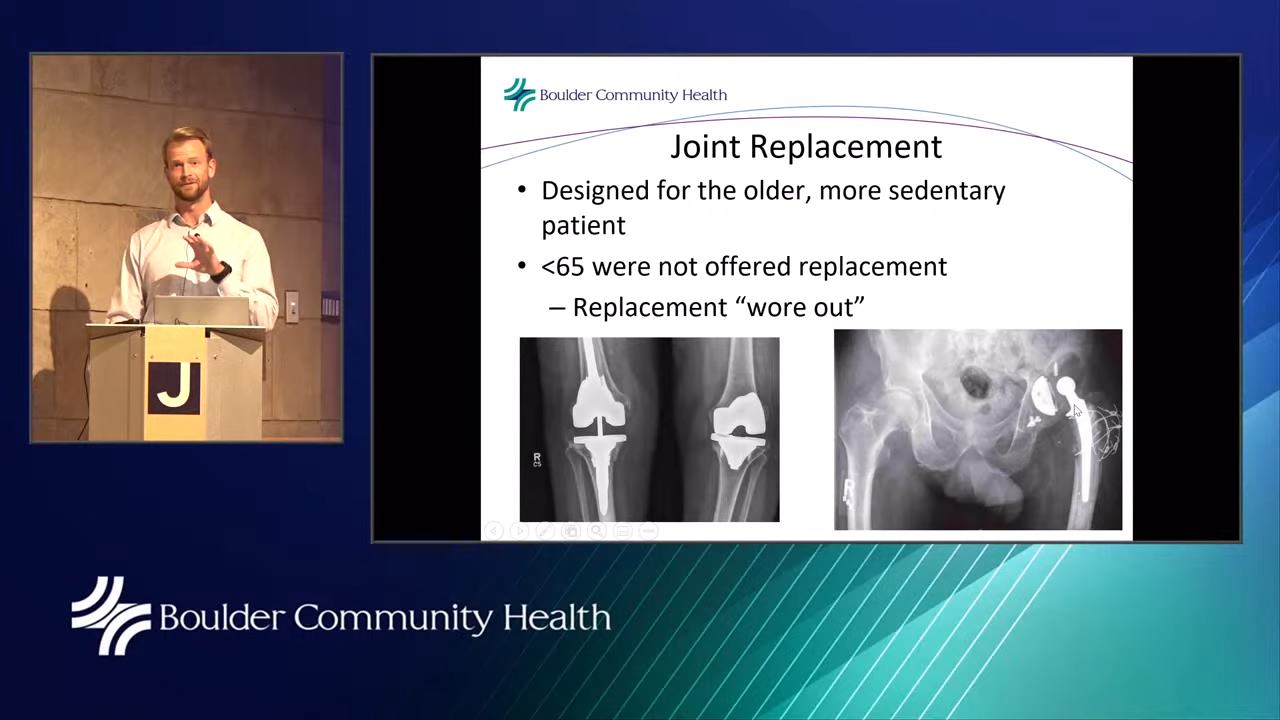 Boulder Community Health
Joint Replacement
• Designed for the older, more sedentary
patient
• <65 were not offered replacement
– Replacement “wore out”
R
CS
R
J
Boulder Community Health